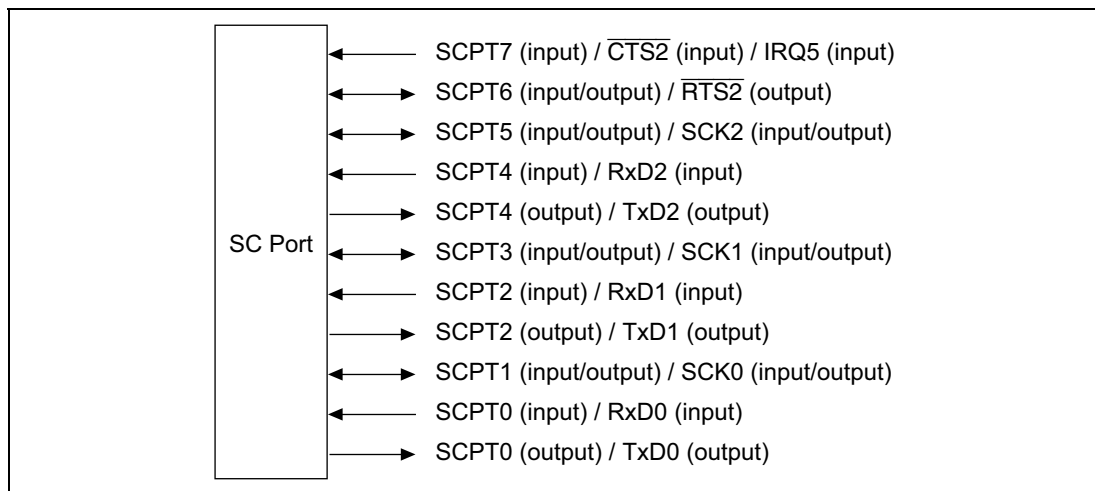 SCPT7 (input) / C̅T̅S̅2̅ (input) / IRQ5 (input)
SCPT6 (input/output) / R̅T̅S̅2̅ (output)
SCPT5 (input/output) / SCK2 (input/output)
SCPT4 (input) / RxD2 (input)
SCPT4 (output) / TxD2 (output)
SC Port
SCPT3 (input/output) / SCK1 (input/output)
SCPT2 (input) / RxD1 (input)
SCPT2 (output) / TxD1 (output)
SCPT1 (input/output) / SCK0 (input/output)
SCPT0 (input) / RxD0 (input)
SCPT0 (output) / TxD0 (output)